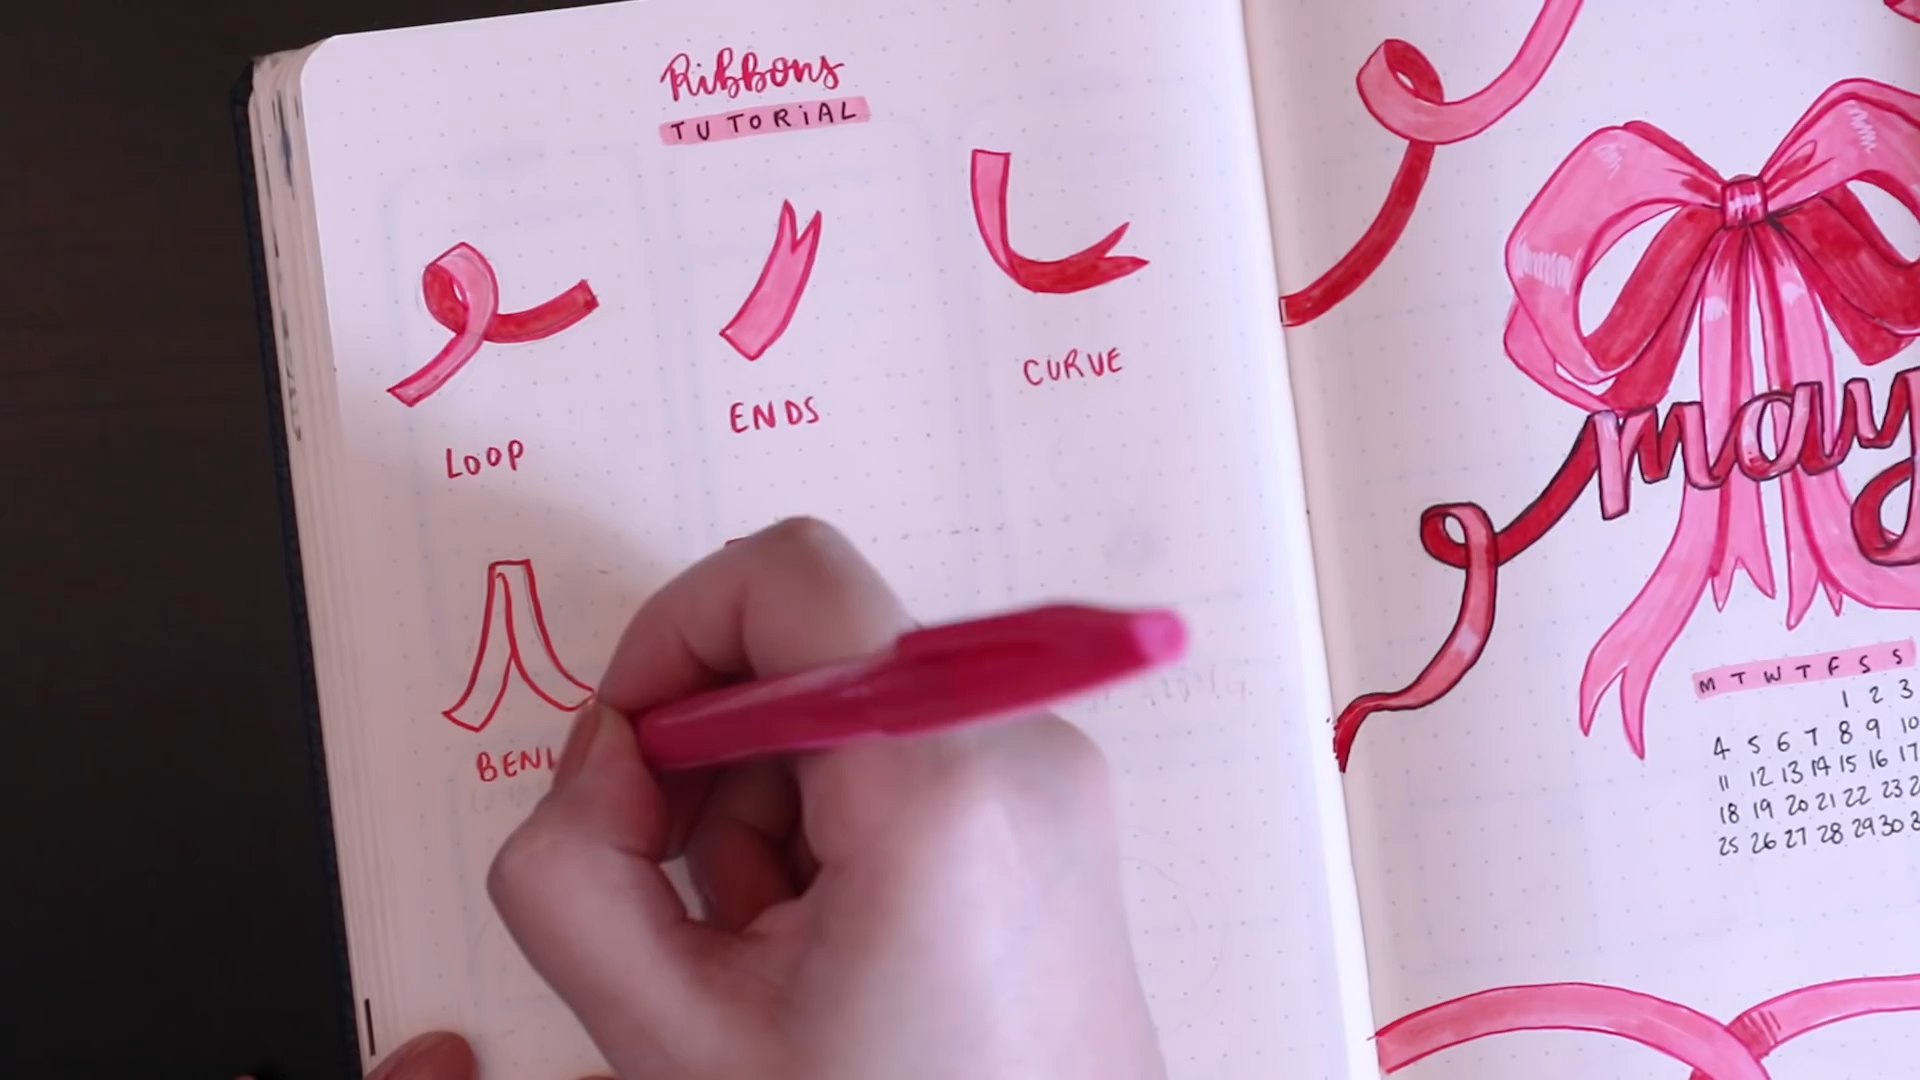 Ribbons
TUTORiAL
LOOP
ENDS
CURVE
may
M T W T F S S
1 2 3
4 5 6 7 8 9 10
11 12 13 14 15 16 17
18 19 20 21 22 23
25 26 27 28 29 30